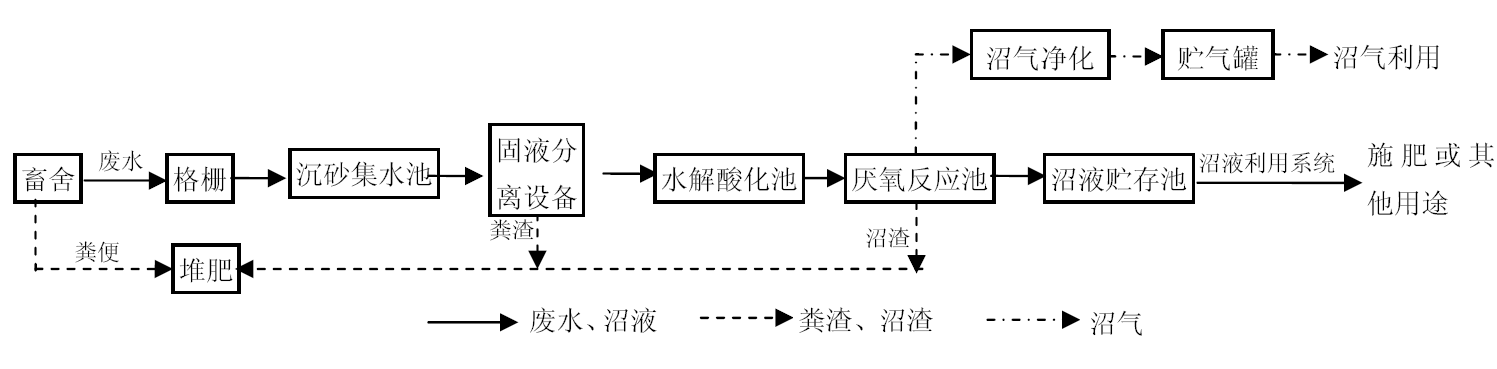 沼气净化
贮气罐
沼气利用
畜舍
废水
格栅
沉砂集水池
固液分
离设备
水解酸化池
厌氧反应池
沼液贮存池
沼液利用系统
施肥或其
他用途
粪便
堆肥
粪渣
沼渣
废水、沼液
粪渣、沼渣
沼气